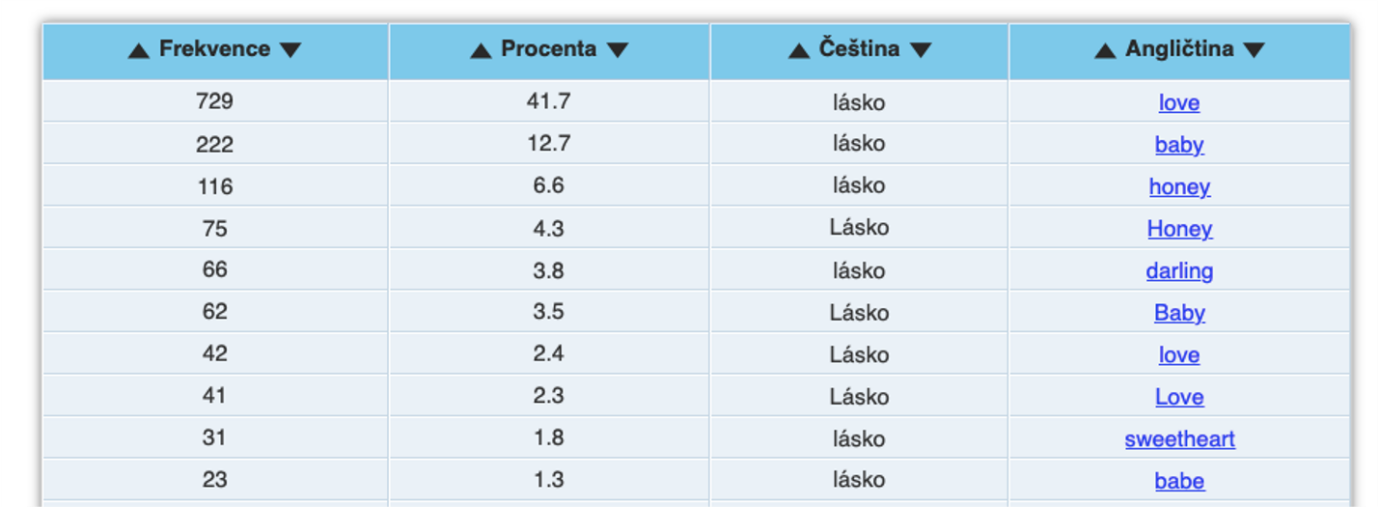 ▲ Frekvence ▼ ▲ Procenta ▼ ▲ Čeština ▼ ▲ Angličtina ▼
729 41.7 lásko love
222 12.7 lásko baby
116 6.6 lásko honey
75 4.3 Lásko Honey
66 3.8 lásko darling
62 3.5 Lásko Baby
42 2.4 Lásko love
41 2.3 Lásko Love
31 1.8 lásko sweetheart
23 1.3 lásko babe